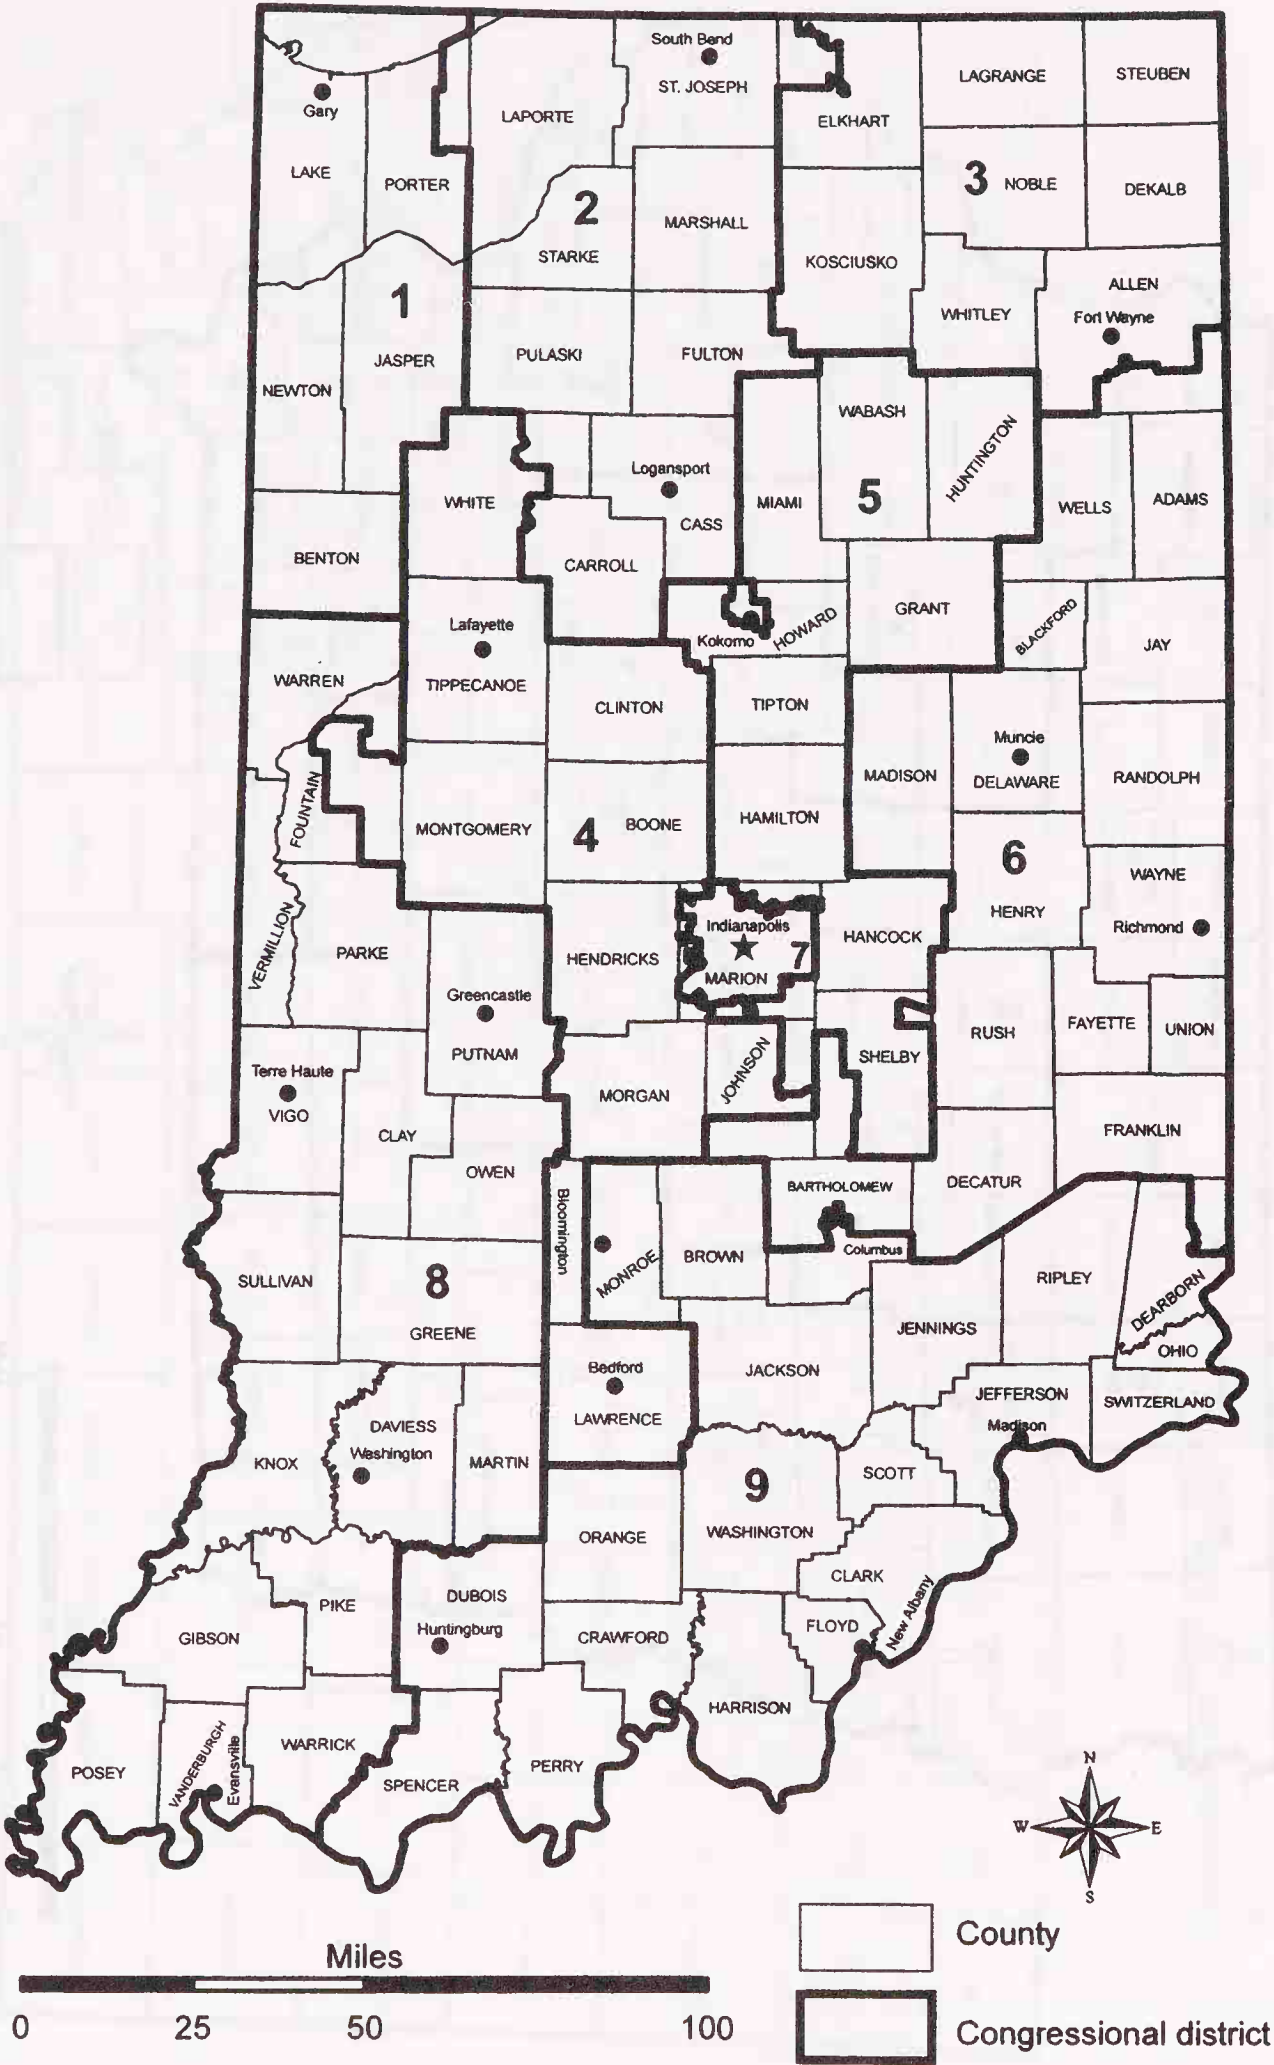 South Bend
ST. JOSEPH
LAGRANGE
STEUBEN
Gary
LAPORTE
ELKHART
LAKE
PORTER
2
3
NOBLE
DEKALB
MARSHALL
STARKE
KOSCIUSKO
1
ALLEN
WHITLEY
Fort Wayne
PULASKI
FULTON
JASPER
NEWTON
WABASH
HUNTINGTON
Logansport
WHITE
MIAMI
5
ADAMS
WELLS
CASS
BENTON
CARROLL
Lafayette
Kokomo
HOWARD
GRANT
BLACKFORD
JAY
WARREN
TIPPECANOE
CLINTON
TIPTON
Muncie
MADISON
DELAWARE
RANDOLPH
FOUNTAIN
MONTGOMERY
4
BOONE
HAMILTON
6
WAYNE
HENRY
Richmond
VERMILLION
PARKE
HENDRICKS
Indianapolis
7
MARION
HANCOCK
Greencastle
PUTNAM
RUSH
FAYETTE
UNION
Terre Haute
VIGO
JOHNSON
SHELBY
MORGAN
CLAY
FRANKLIN
OWEN
DECATUR
BARTHOLOMEW
Bloomington
MONROE
BROWN
Columbus
SULLIVAN
8
GREENE
RIPLEY
DEARBORN
JENNINGS
OHIO
Bedford
JACKSON
LAWRENCE
JEFFERSON
SWITZERLAND
Madison
DAVIESS
Washington
KNOX
MARTIN
SCOTT
9
ORANGE
WASHINGTON
CLARK
DUBOIS
PIKE
Huntingburg
New Albany
FLOYD
GIBSON
CRAWFORD
HARRISON
VANDERBURGH
Evansville
WARRICK
POSEY
SPENCER
PERRY
N
W E
S
County
Miles
0 25 50 100
Congressional district